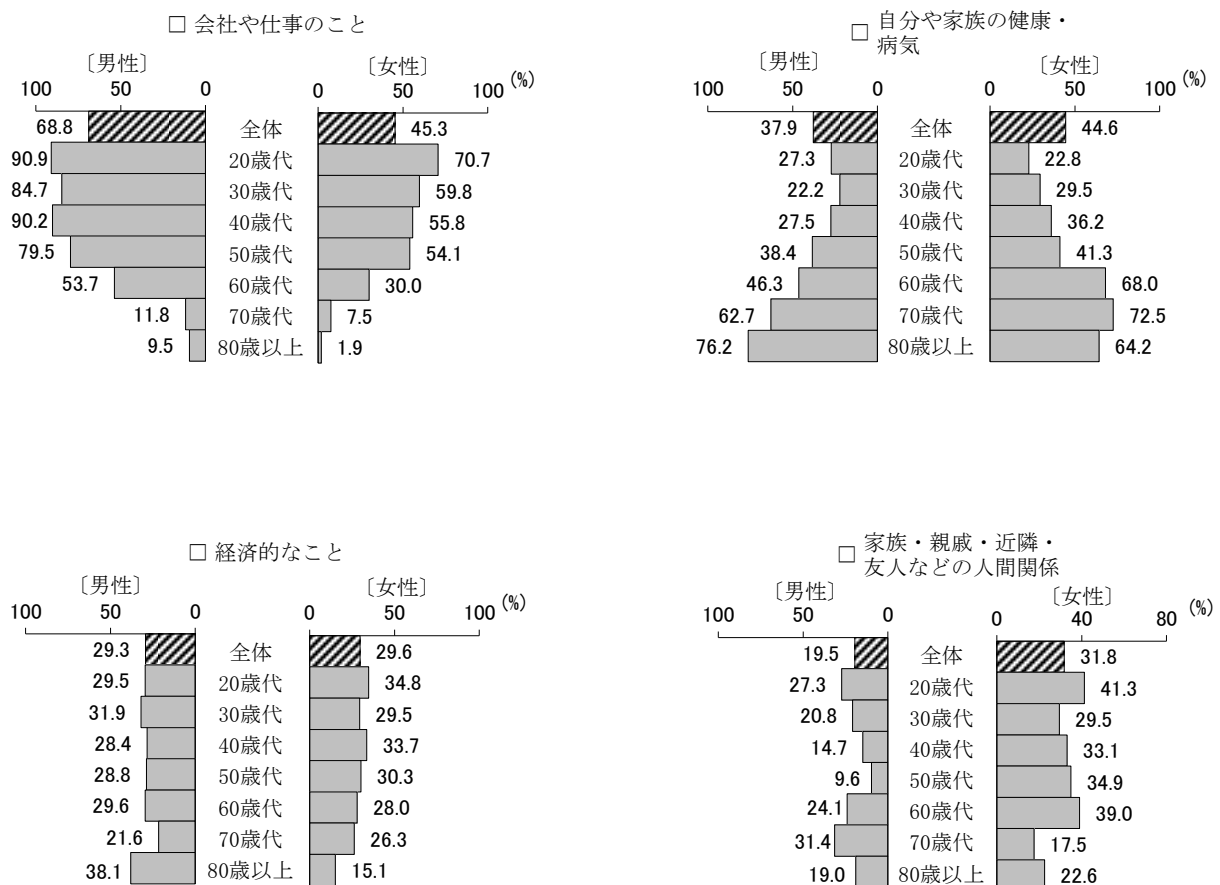 □ 会社や仕事のこと
〔男性〕 〔女性〕
100 50 0 0 50 100 (%)
68.8 全体 45.3
90.9 20歳代 70.7
84.7 30歳代 59.8
90.2 40歳代 55.8
79.5 50歳代 54.1
53.7 60歳代 30.0
11.8 70歳代 7.5
9.5 80歳以上 1.9
□ 自分や家族の健康・
病気
〔男性〕 〔女性〕
100 50 0 0 50 100 (%)
37.9 全体 44.6
27.3 20歳代 22.8
22.2 30歳代 29.5
27.5 40歳代 36.2
38.4 50歳代 41.3
46.3 60歳代 68.0
62.7 70歳代 72.5
76.2 80歳以上 64.2
□ 経済的なこと
〔男性〕 〔女性〕
100 50 0 0 50 100 (%)
29.3 全体 29.6
29.5 20歳代 34.8
31.9 30歳代 29.5
28.4 40歳代 33.7
28.8 50歳代 30.3
29.6 60歳代 28.0
21.6 70歳代 26.3
38.1 80歳以上 15.1
□ 家族・親戚・近隣・
友人などの人間関係
〔男性〕 〔女性〕
100 50 0 0 40 80 (%)
19.5 全体 31.8
27.3 20歳代 41.3
20.8 30歳代 29.5
14.7 40歳代 33.1
9.6 50歳代 34.9
24.1 60歳代 39.0
31.4 70歳代 17.5
19.0 80歳以上 22.6